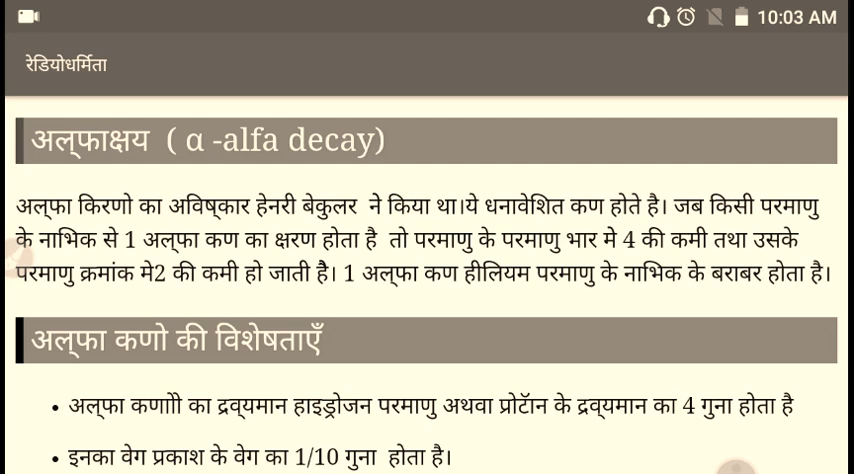 10:03 AM
रेडियोधर्मिता
अल्फाक्षय ( α -alfa decay)
अल्फा किरणो का अविष्कार हेनरी बेकुलर ने किया था।ये धनावेशित कण होते है। जब किसी परमाणु
के नाभिक से 1 अल्फा कण का क्षरण होता है तो परमाणु के परमाणु भार मे 4 की कमी तथा उसके
परमाणु क्रमांक मे2 की कमी हो जाती है। 1 अल्फा कण हीलियम परमाणु के नाभिक के बराबर होता है।
अल्फा कणो की विशेषताएँ
• अल्फा कणाोो का द्रव्यमान हाइड्रोजन परमाणु अथवा प्रोटॅान के द्रव्यमान का 4 गुना होता है
• इनका वेग प्रकाश के वेग का 1/10 गुना होता है।